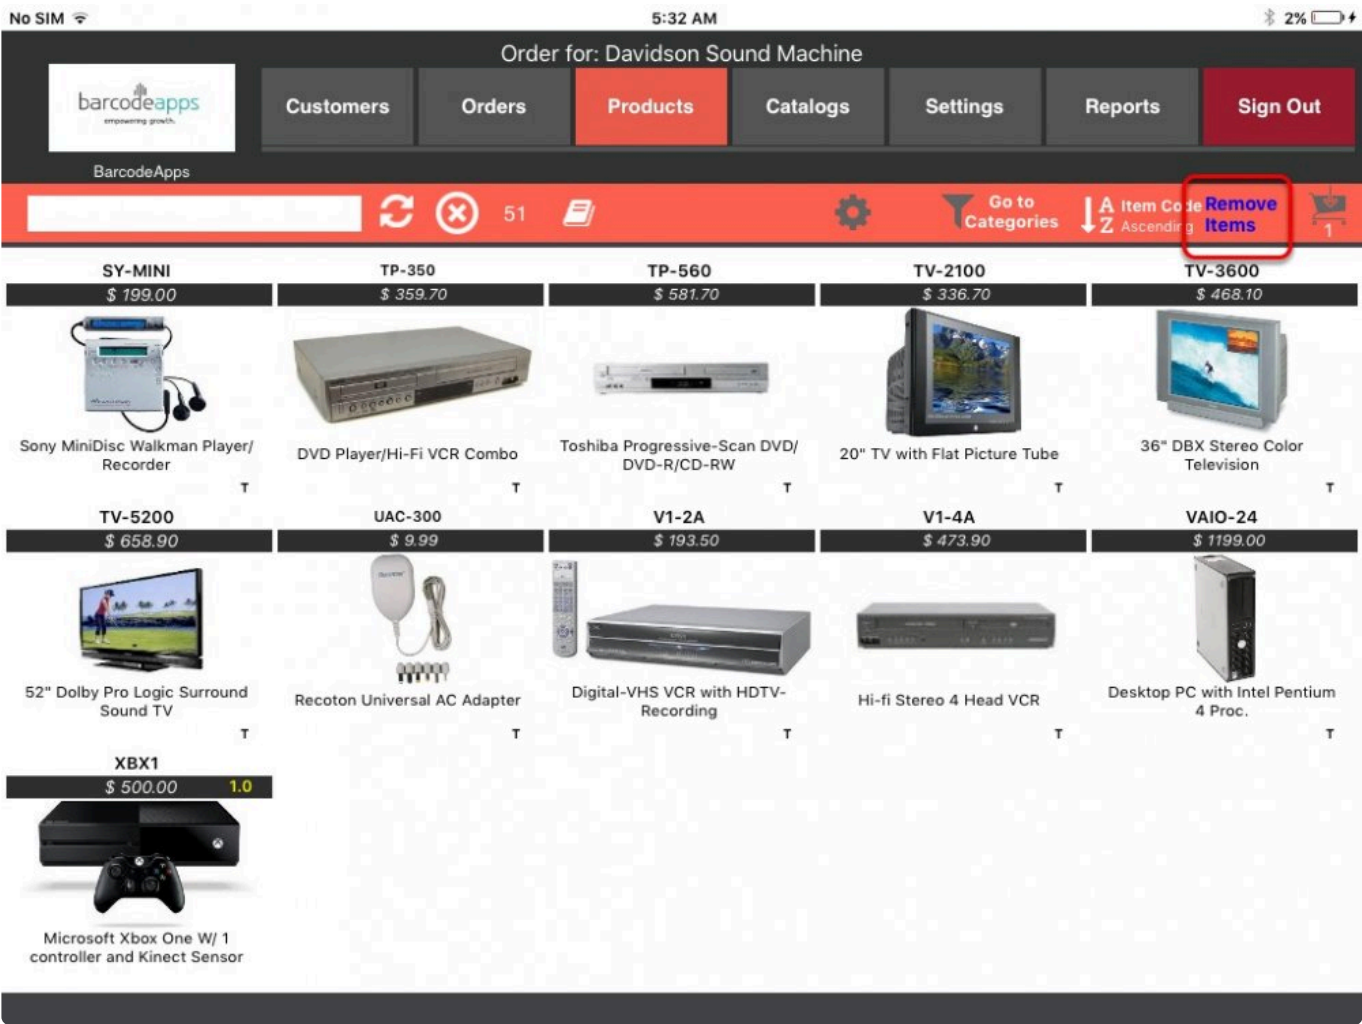 No SIM 5:32 AM 2%
Order for: Davidson Sound Machine
barcodeapps
empowering growth.
Customers Orders Products Catalogs Settings Reports Sign Out
BarcodeApps
51
Go to
Categories
A
Z
Item Code
Ascending
Remove
Items
1
SY-MINI TP-350 TP-560 TV-2100 TV-3600
$ 199.00 $ 359.70 $ 581.70 $ 336.70 $ 468.10
Sony MiniDisc Walkman Player/
Recorder
DVD Player/Hi-Fi VCR Combo
Toshiba Progressive-Scan DVD/
DVD-R/CD-RW
20" TV with Flat Picture Tube
36" DBX Stereo Color
Television
T T T T T
TV-5200 UAC-300 V1-2A V1-4A VAIO-24
$ 658.90 $ 9.99 $ 193.50 $ 473.90 $ 1199.00
52" Dolby Pro Logic Surround
Sound TV
Recoton Universal AC Adapter
Digital-VHS VCR with HDTV-
Recording
Hi-fi Stereo 4 Head VCR
Desktop PC with Intel Pentium
4 Proc.
T T T T T
XBX1
$ 500.00 1.0
Microsoft Xbox One W/ 1
controller and Kinect Sensor